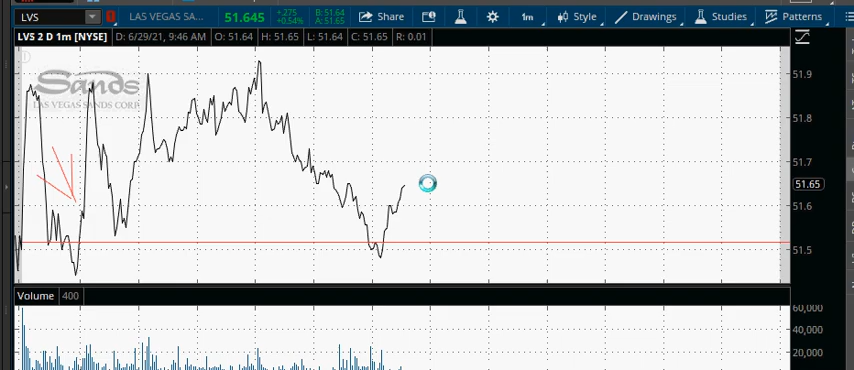 LVS LAS VEGAS SA... 51.645 +.275 +0.54% B: 51.64 A: 51.65 Share 1m Style Drawings Studies Patterns
LVS 2 D 1m [NYSE] D: 6/29/21, 9:46 AM O: 51.64 H: 51.65 L: 51.64 C: 51.65 R: 0.01
Sands
LAS VEGAS SANDS CORP.
51.9
51.8
51.7
51.65
51.6
51.5
Volume 400
60,000
40,000
20,000